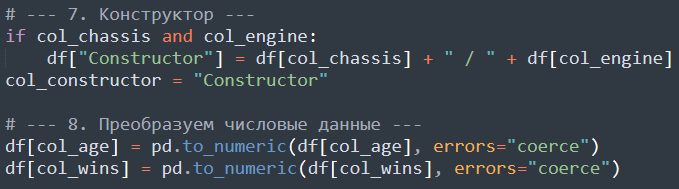 # --- 7. Конструктор ---
if col_chassis and col_engine:
    df["Constructor"] = df[col_chassis] + " / " + df[col_engine]
col_constructor = "Constructor"

# --- 8. Преобразуем числовые данные ---
df[col_age] = pd.to_numeric(df[col_age], errors="coerce")
df[col_wins] = pd.to_numeric(df[col_wins], errors="coerce")